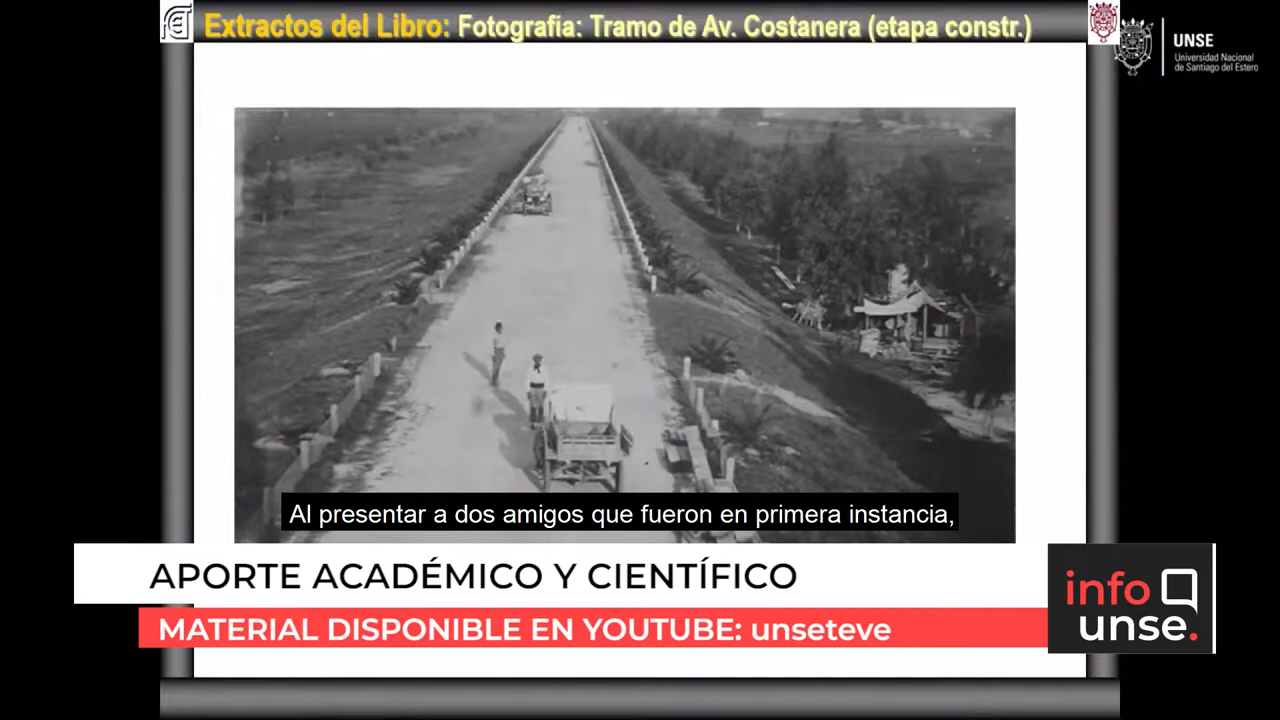 Extractos del Libro: Fotografia: Tramo de Av. Costanera (etapa constr.)
UNSE
Universidad Nacional
de Santiago del Estero
Al presentar a dos amigos que fueron en primera instancia,
APORTE ACADÉMICO Y CIENTÍFICO
MATERIAL DISPONIBLE EN YOUTUBE: unseteve
info
unse.